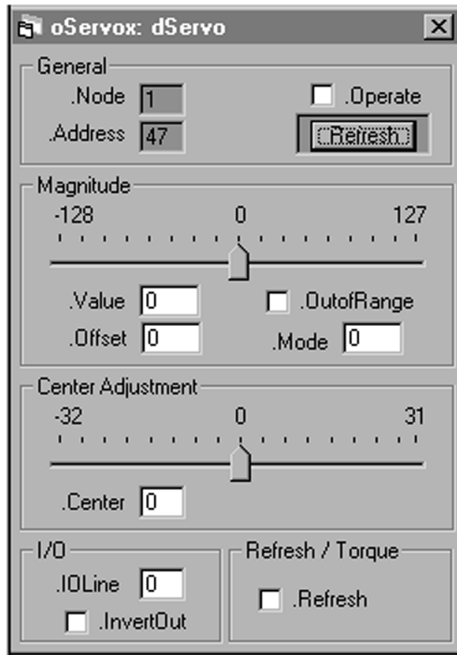 oServox: dServo
General
.Node 1 .Operate
.Address 47 Refresh
Magnitude
-128 0 127
.Value 0 .OutofRange
.Offset 0 .Mode 0
Center Adjustment
-32 0 31
.Center 0
I/O
.IOLine 0
.InvertOut
Refresh / Torque
.Refresh